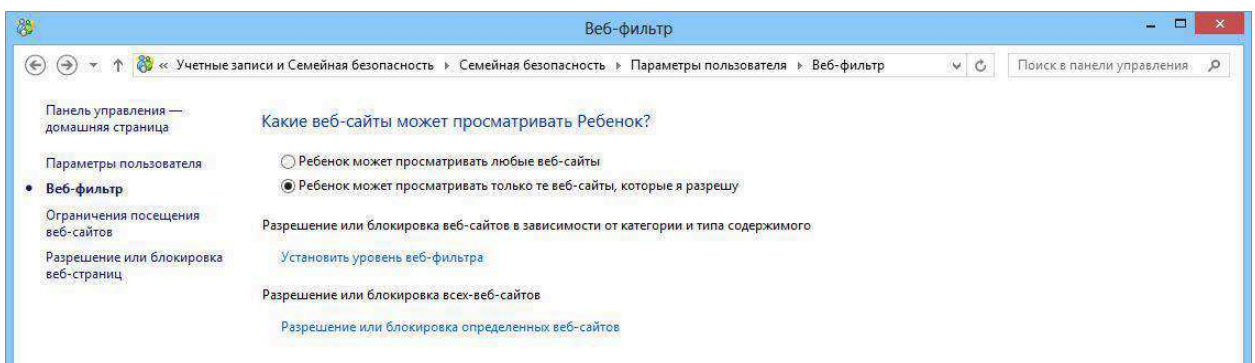 Веб-фильтр
« Учетные записи и Семейная безопасность ▸ Семейная безопасность ▸ Параметры пользователя ▸ Веб-фильтр
Поиск в панели управления
Панель управления —
домашняя страница
Параметры пользователя
• Веб-фильтр
Ограничения посещения
веб-сайтов
Разрешение или блокировка
веб-страниц
Какие веб-сайты может просматривать Ребенок?
Ребенок может просматривать любые веб-сайты
Ребенок может просматривать только те веб-сайты, которые я разрешу
Разрешение или блокировка веб-сайтов в зависимости от категории и типа содержимого
Установить уровень веб-фильтра
Разрешение или блокировка всех-веб-сайтов
Разрешение или блокировка определенных веб-сайтов